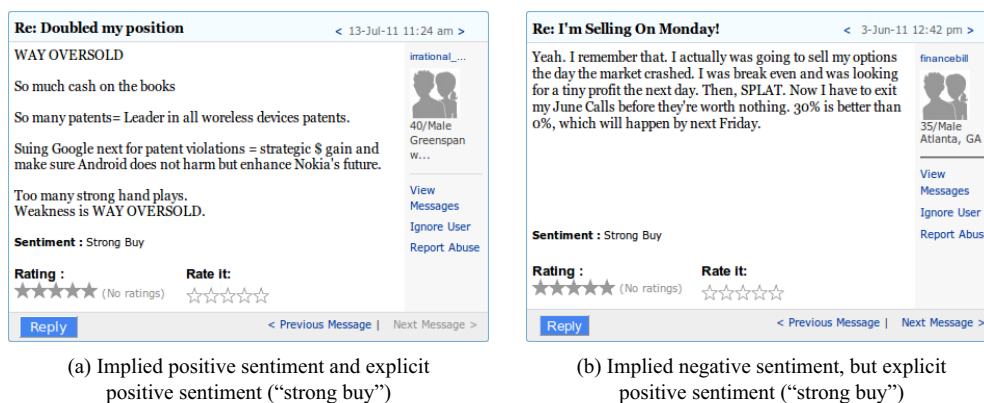 Re: Doubled my position
< 13-Jul-11 11:24 am >
WAY OVERSOLD
So much cash on the books
So many patents= Leader in all woreless devices patents.
Suing Google next for patent violations = strategic $ gain and
make sure Android does not harm but enhance Nokia's future.
Too many strong hand plays.
Weakness is WAY OVERSOLD.
Sentiment : Strong Buy
Rating :
(No ratings)
Rate it:
irrational_...
40/Male
Greenspan
w...
View
Messages
Ignore User
Report Abuse
Reply
< Previous Message |
Next Message >
(a) Implied positive sentiment and explicit
positive sentiment (“strong buy”)
Re: I'm Selling On Monday!
< 3-Jun-11 12:42 pm >
Yeah. I remember that. I actually was going to sell my options
the day the market crashed. I was break even and was looking
for a tiny profit the next day. Then, SPLAT. Now I have to exit
my June Calls before they're worth nothing. 30% is better than
0%, which will happen by next Friday.
Sentiment : Strong Buy
Rating :
(No ratings)
Rate it:
financebill
35/Male
Atlanta, GA
View
Messages
Ignore User
Report Abus
Reply
< Previous Message |
Next Message >
(b) Implied negative sentiment, but explicit
positive sentiment (“strong buy”)